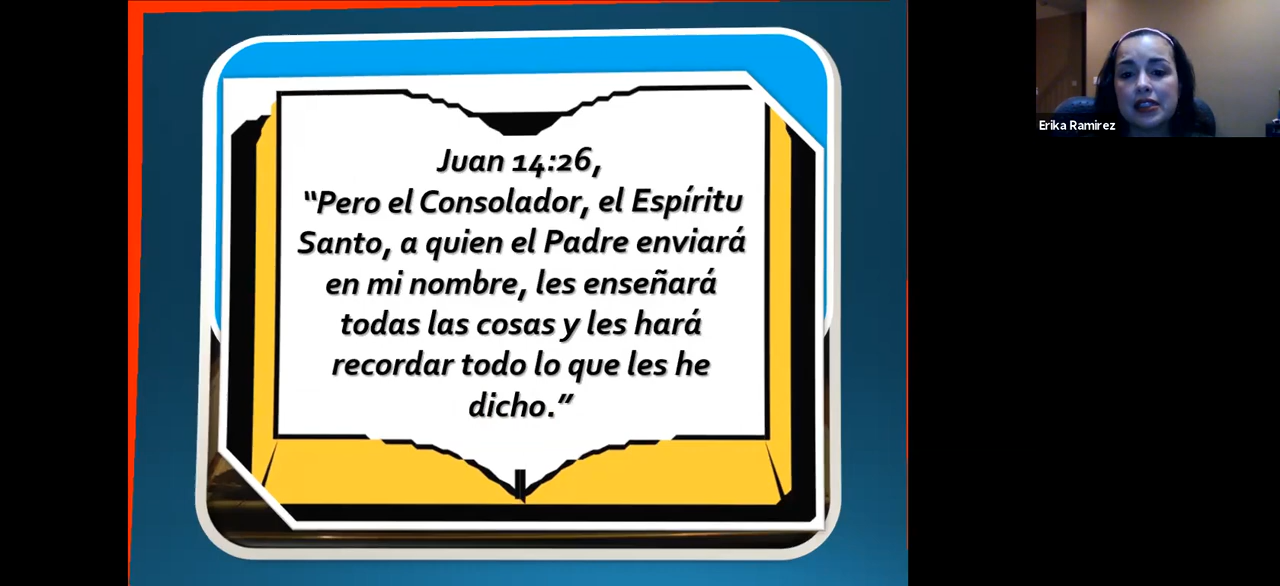 Juan 14:26,
“Pero el Consolador, el Espíritu
Santo, a quien el Padre enviará
en mi nombre, les enseñará
todas las cosas y les hará
recordar todo lo que les he
dicho.”
Erika Ramirez